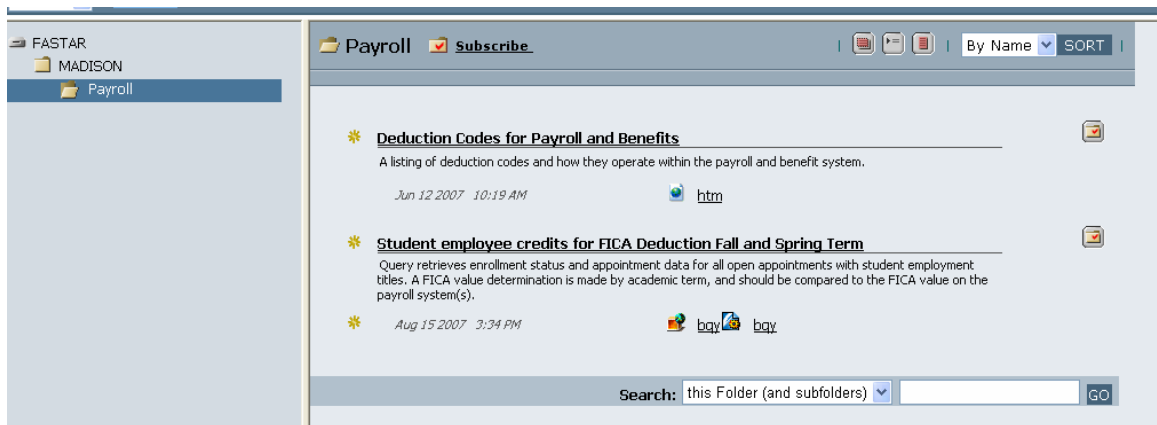 FASTAR
MADISON
Payroll
Payroll Subscribe
| | By Name SORT |
Deduction Codes for Payroll and Benefits
A listing of deduction codes and how they operate within the payroll and benefit system.
Jun 12 2007 10:19 AM htm
Student employee credits for FICA Deduction Fall and Spring Term
Query retrieves enrollment status and appointment data for all open appointments with student employment
titles. A FICA value determination is made by academic term, and should be compared to the FICA value on the
payroll system(s).
Aug 15 2007 3:34 PM bqy bqy
Search: this Folder (and subfolders) GO